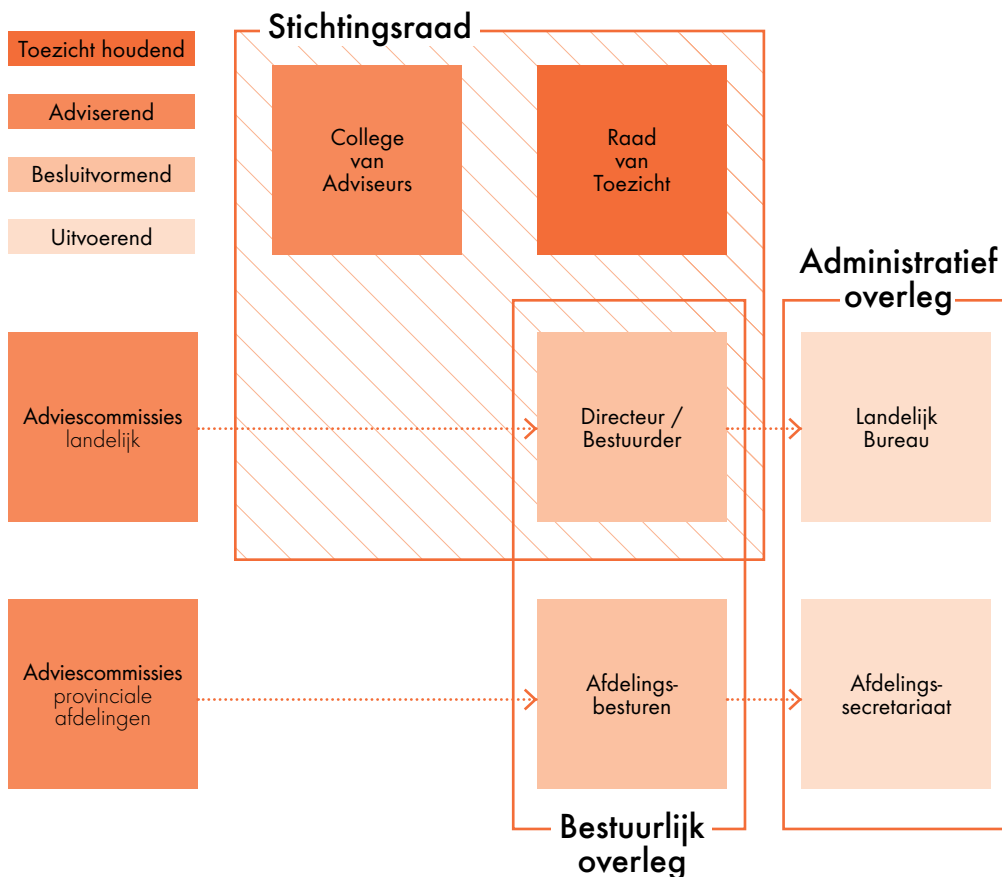 Stichtingsraad
Toezicht houdend
Adviserend
Besluitvormend
Uitvoerend
College
van
Adviseurs
Raad
van
Toezicht
Administratief
overleg
Adviescommissies
landelijk
Directeur /
Bestuurder
Landelijk
Bureau
Adviescommissies
provinciale
afdelingen
Afdelings-
besturen
Afdelings-
secretariaat
Bestuurlijk
overleg